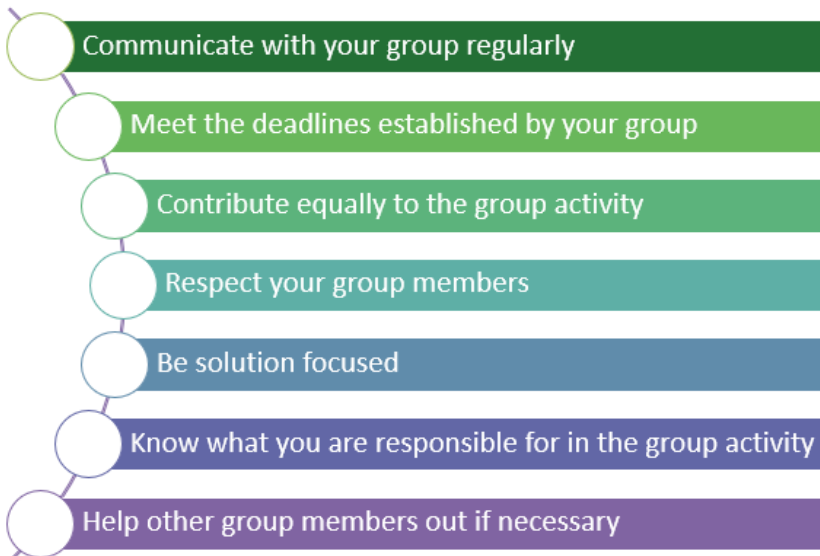 Communicate with your group regularly
Meet the deadlines established by your group
Contribute equally to the group activity
Respect your group members
Be solution focused
Know what you are responsible for in the group activity
Help other group members out if necessary